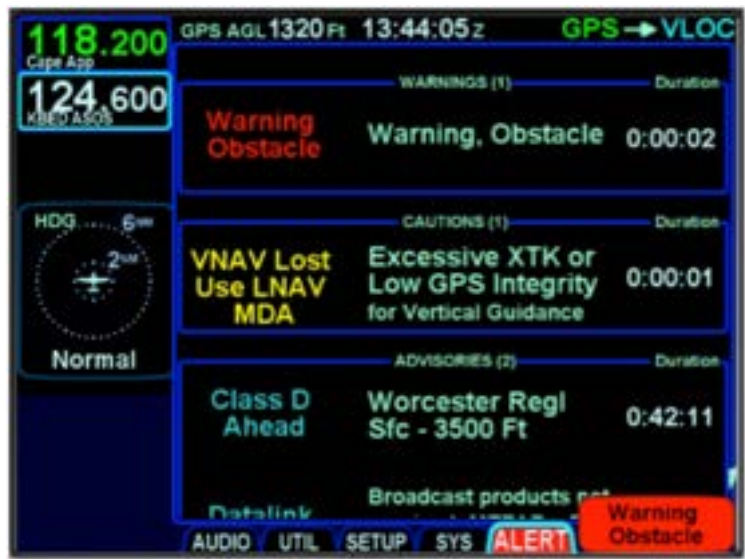 118.200
Cape App
124.600
KBED ASOS
GPS AGL 1320 Ft 13:44:05 Z GPS → VLOC
WARNINGS (1) Duration
Warning Obstacle
Warning, Obstacle 0:00:02
HDG 6NM
2NM
Normal
CAUTIONS (1) Duration
VNAV Lost
Use LNAV
MDA
Excessive XTK or
Low GPS Integrity
for Vertical Guidance
0:00:01
ADVISORIES (2) Duration
Class D
Ahead
Worcester Regl
Sfc - 3500 Ft
0:42:11
Datalink
Broadcast products not
AUDIO UTIL SETUP SYS ALERT
Warning
Obstacle